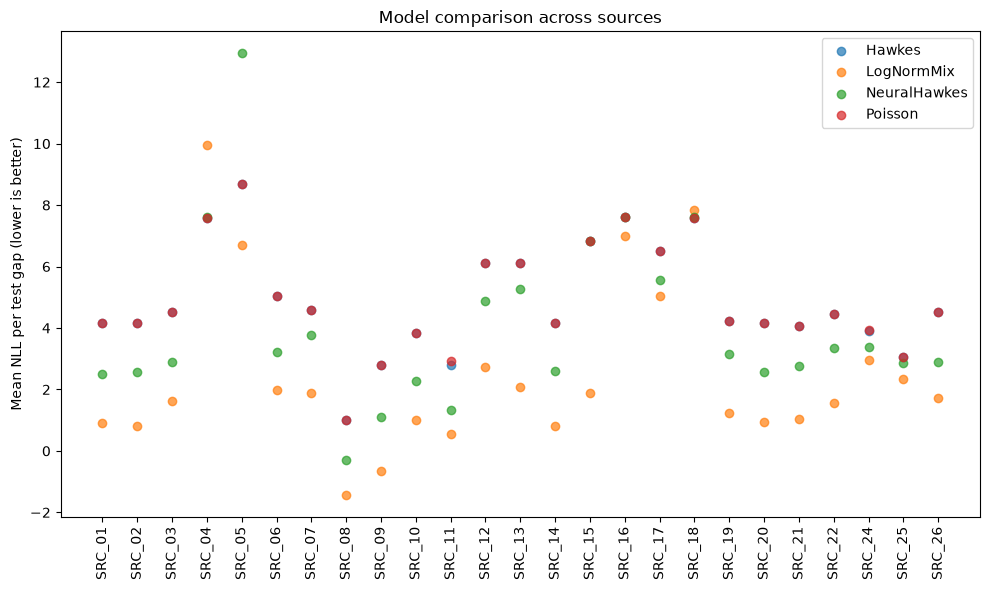 Model comparison across sources
Mean NLL per test gap (lower is better)
12
10
8
6
4
2
0
−2
Hawkes
LogNormMix
NeuralHawkes
Poisson
SRC_01
SRC_02
SRC_03
SRC_04
SRC_05
SRC_06
SRC_07
SRC_08
SRC_09
SRC_10
SRC_11
SRC_12
SRC_13
SRC_14
SRC_15
SRC_16
SRC_17
SRC_18
SRC_19
SRC_20
SRC_21
SRC_22
SRC_24
SRC_25
SRC_26